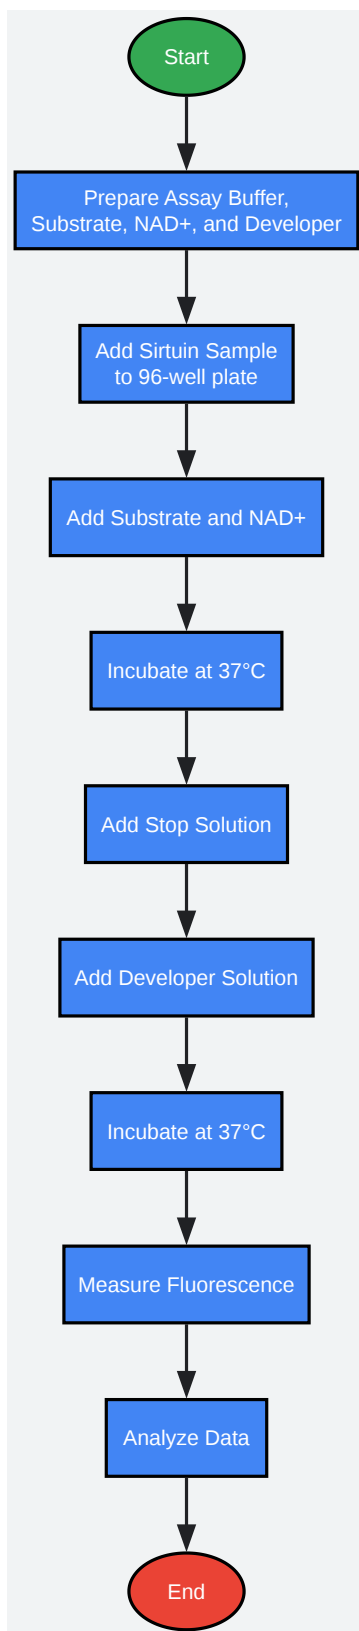 Start
Prepare Assay Buffer,
Substrate, NAD+, and Developer
Add Sirtuin Sample
to 96-well plate
Add Substrate and NAD+
Incubate at 37°C
Add Stop Solution
Add Developer Solution
Incubate at 37°C
Measure Fluorescence
Analyze Data
End